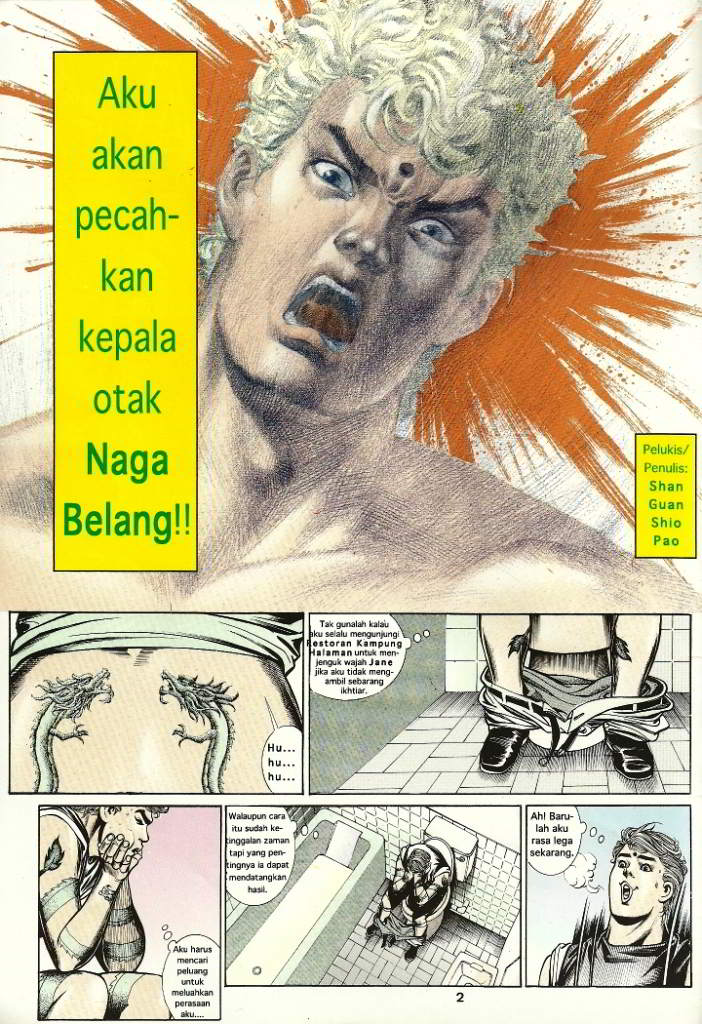 Aku
akan
pecah-
kan
kepala
otak
Naga
Belang!!
Pelukis/
Penulis:
Shan
Guan
Shio
Pao
Hu...
hu...
hu...
Tak gunalah kalau
aku selalu mengunjungi
Restoran Kampung
Halaman untuk men-
jenguk wajah Jane
jika aku tidak meng-
ambil sebarang
ikhtiar.
Aku harus
mencari
peluang
untuk
meluahkan
perasaan
aku....
Walaupun cara
itu sudah ke-
tinggalan zaman
tapi yang pen-
tingnya ia dapat
mendatangkan
hasil.
Ah! Baru-
lah aku
rasa lega
sekarang.
2